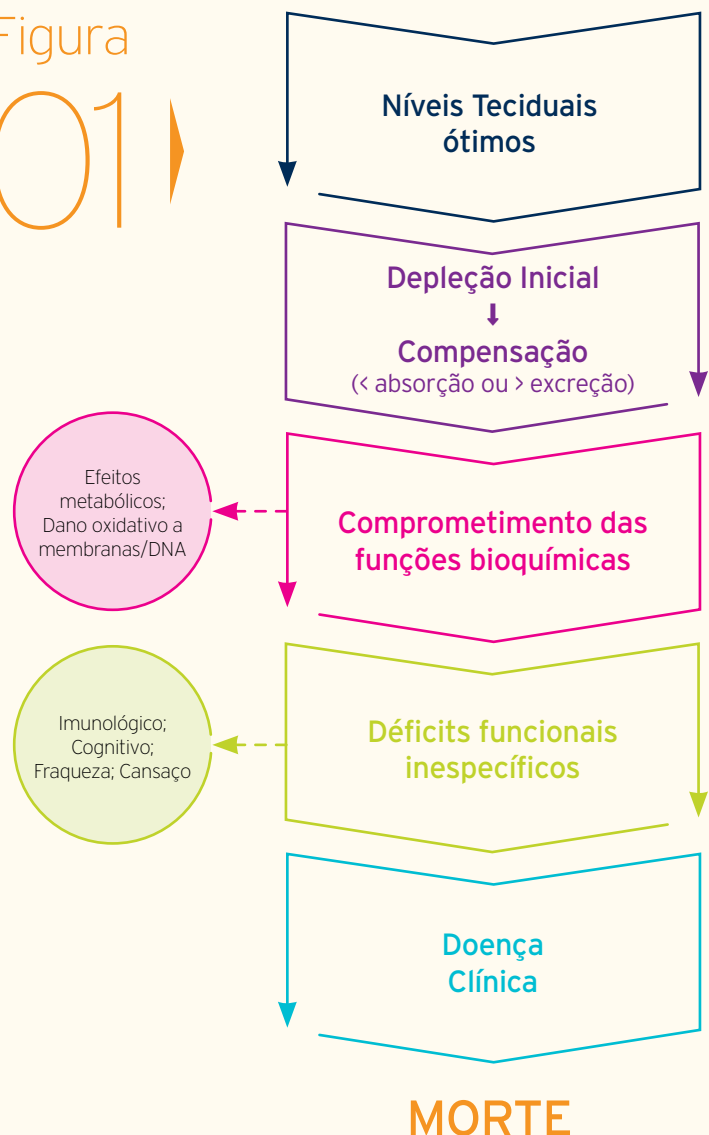 Figura
01
Níveis Teciduais
ótimos
Depleção Inicial
Compensação
(< absorção ou > excreção)
Efeitos
metabólicos;
Dano oxidativo a
membranas/DNA
Comprometimento das
funções bioquímicas
Imunológico;
Cognitivo;
Fraqueza; Cansaço
Déficits funcionais
inespecíficos
Doença
Clínica
MORTE